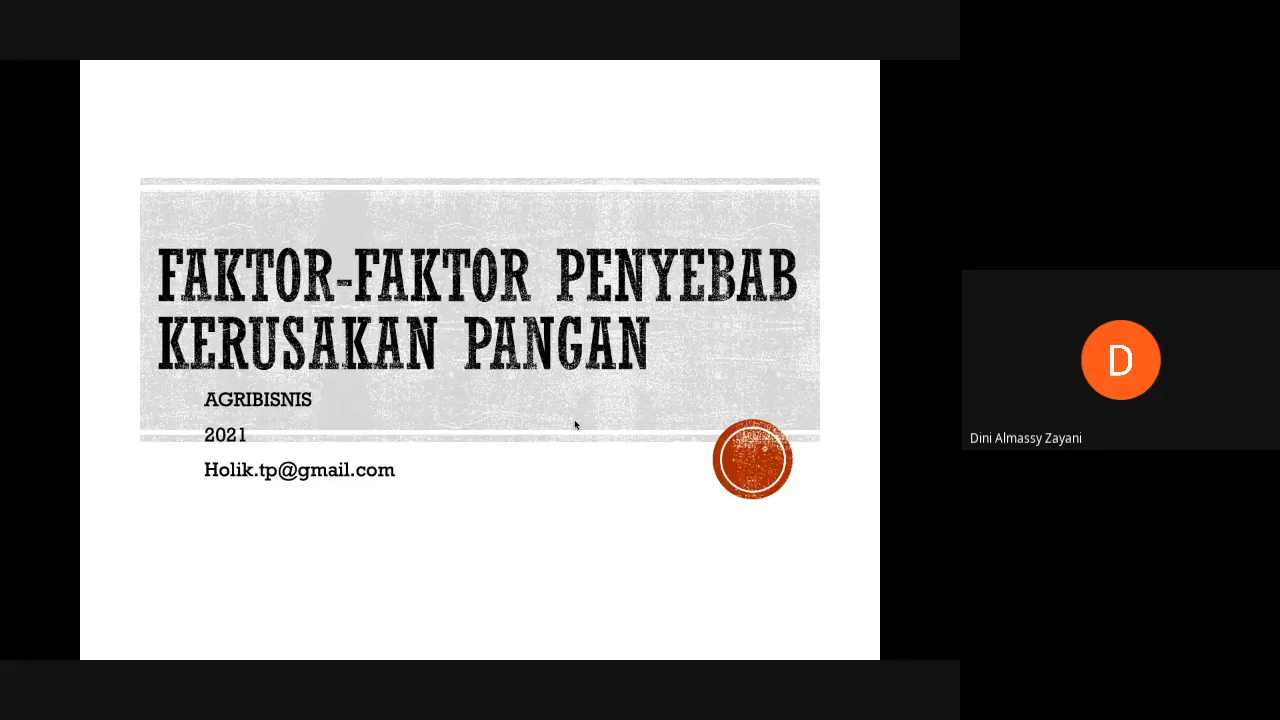 FAKTOR-FAKTOR PENYEBAB
KERUSAKAN PANGAN
AGRIBISNIS
2021
Holik.tp@gmail.com
D
Dini Almassy Zayani